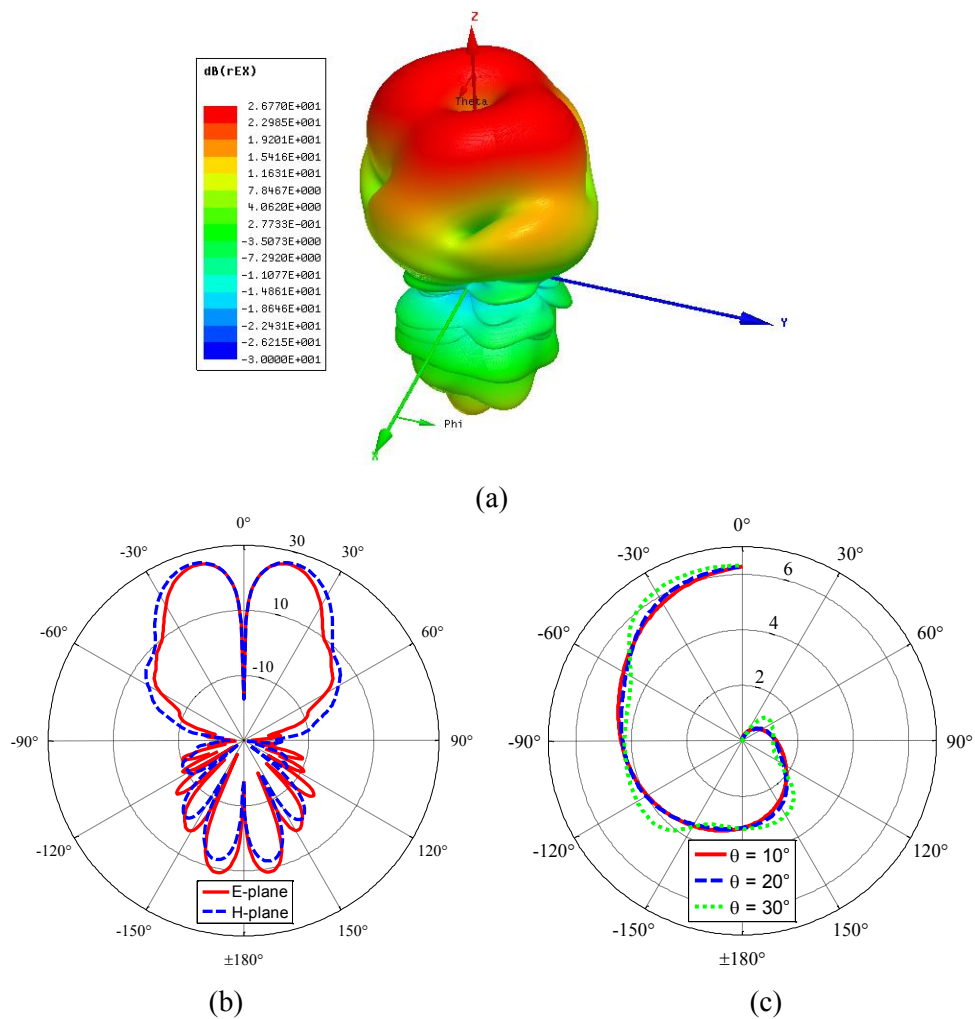 Z
dB(rEX)
2.6770E+001
2.2985E+001
1.9201E+001
1.5416E+001
1.1631E+001
7.8467E+000
4.0620E+000
2.7733E-001
-3.5073E+000
-7.2920E+000
-1.1077E+001
-1.4861E+001
-1.8646E+001
-2.2431E+001
-2.6215E+001
-3.0000E+001
Theta
Y
Phi
X
(a)
0°
-30° 30 30°
10
-60° 60°
-10
-90° 90°
-120° 120°
E-plane
H-plane
-150° 150°
±180°
(b)
0°
-30° 6 30°
4
-60° 60°
2
-90° 90°
-120° 120°
θ = 10°
θ = 20°
θ = 30°
-150° 150°
±180°
(c)